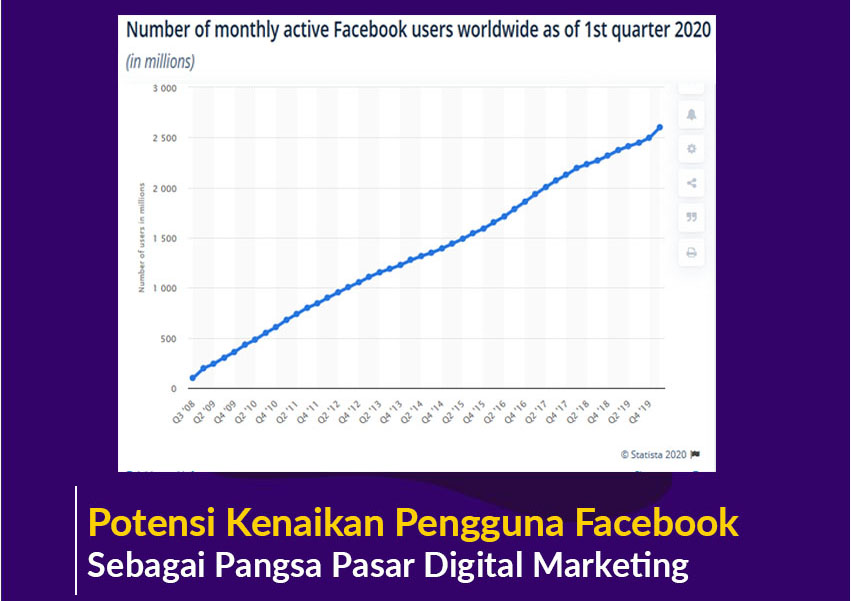 Number of monthly active Facebook users worldwide as of 1st quarter 2020
(in millions)
3 000
2 500
2 000
1 500
1 000
500
0
Number of users in millions
Q3 '08
Q2 '09
Q4 '09
Q2 '10
Q4 '10
Q2 '11
Q4 '11
Q2 '12
Q4 '12
Q2 '13
Q4 '13
Q2 '14
Q4 '14
Q2 '15
Q4 '15
Q2 '16
Q4 '16
Q2 '17
Q4 '17
Q2 '18
Q4 '18
Q2 '19
Q4 '19
© Statista 2020
Potensi Kenaikan Pengguna Facebook
Sebagai Pangsa Pasar Digital Marketing